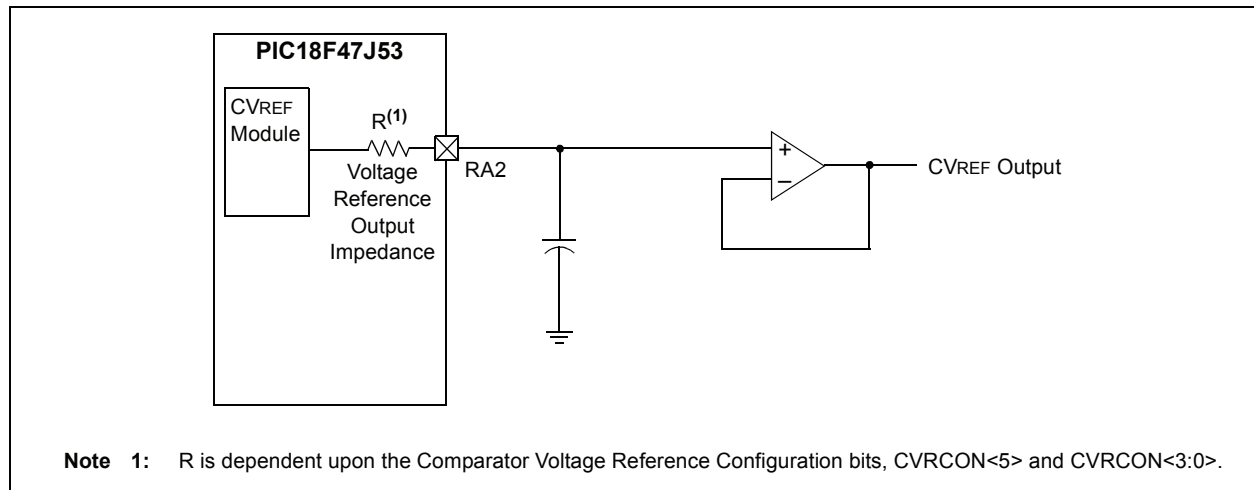 PIC18F47J53
CVREF
Module
R(1)
Voltage
Reference
Output
Impedance
RA2
+
–
CVREF Output
Note 1: R is dependent upon the Comparator Voltage Reference Configuration bits, CVRCON<5> and CVRCON<3:0>.